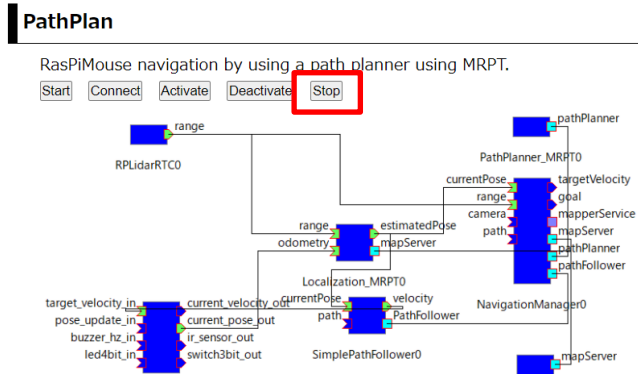 PathPlan
RasPiMouse navigation by using a path planner using MRPT.
Start Connect Activate Deactivate Stop
range
RPLidarRTC0
pathPlanner
PathPlanner_MRPT0
currentPose
range
camera
path
targetVelocity
goal
mapperService
mapServer
pathPlanner
pathFollower
NavigationManager0
range
odometry
estimatedPose
mapServer
Localization_MRPT0
currentPose
path
velocity
PathFollower
SimplePathFollower0
target_velocity_in
pose_update_in
buzzer_hz_in
led4bit_in
current_velocity_out
current_pose_out
ir_sensor_out
switch3bit_out
mapServer